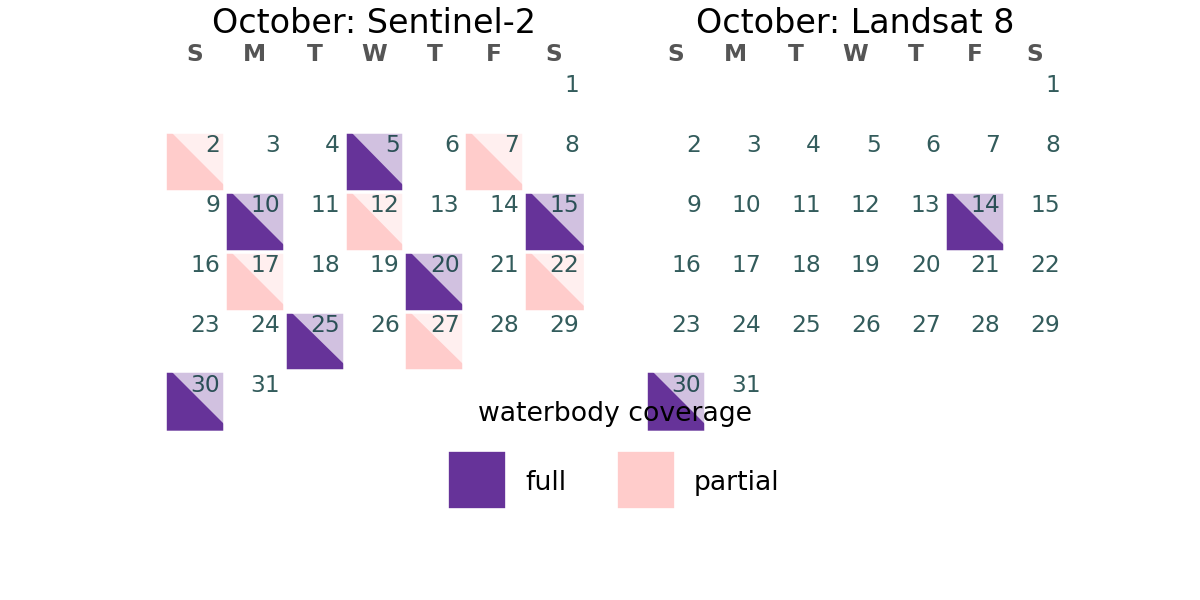 October: Sentinel-2
S M T W T F S
1
2 3 4 5 6 7 8
9 10 11 12 13 14 15
16 17 18 19 20 21 22
23 24 25 26 27 28 29
30 31
October: Landsat 8
S M T W T F S
1
2 3 4 5 6 7 8
9 10 11 12 13 14 15
16 17 18 19 20 21 22
23 24 25 26 27 28 29
30 31
waterbody coverage
full partial